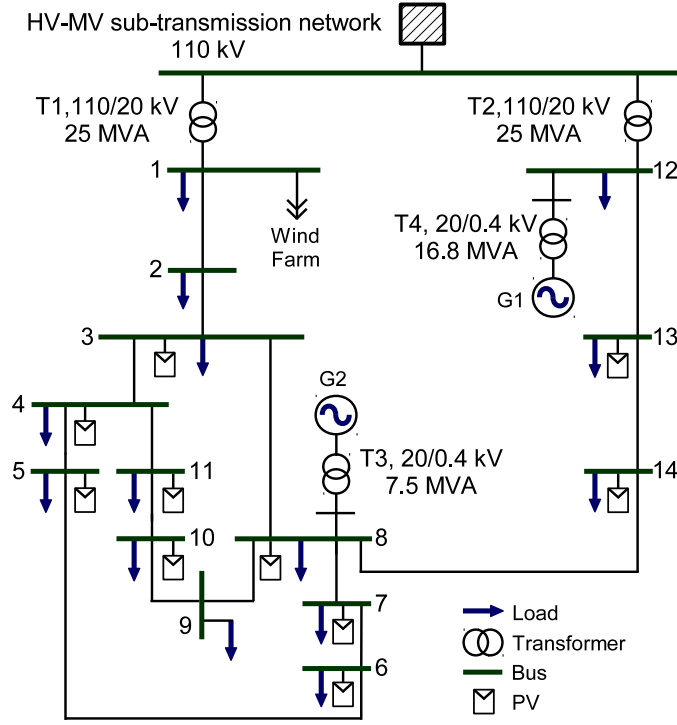 HV-MV sub-transmission network
110 kV
T1,110/20 kV
25 MVA
T2,110/20 kV
25 MVA
1
12
Wind
Farm
T4, 20/0.4 kV
16.8 MVA
G1
2
3
13
G2
4
T3, 20/0.4 kV
7.5 MVA
5
11
14
10
8
9
7
6
Load
Transformer
Bus
PV